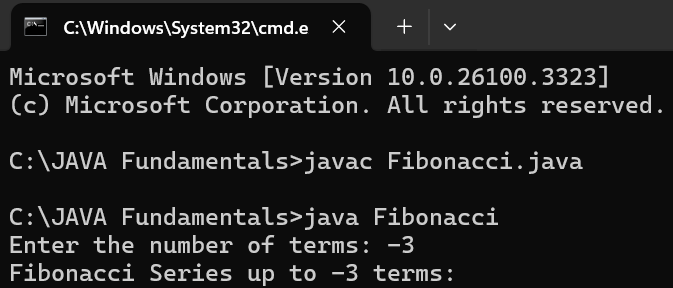 C:\Windows\System32\cmd.e
Microsoft Windows [Version 10.0.26100.3323]
(c) Microsoft Corporation. All rights reserved.
C:\JAVA Fundamentals>javac Fibonacci.java
C:\JAVA Fundamentals>java Fibonacci
Enter the number of terms: -3
Fibonacci Series up to -3 terms: